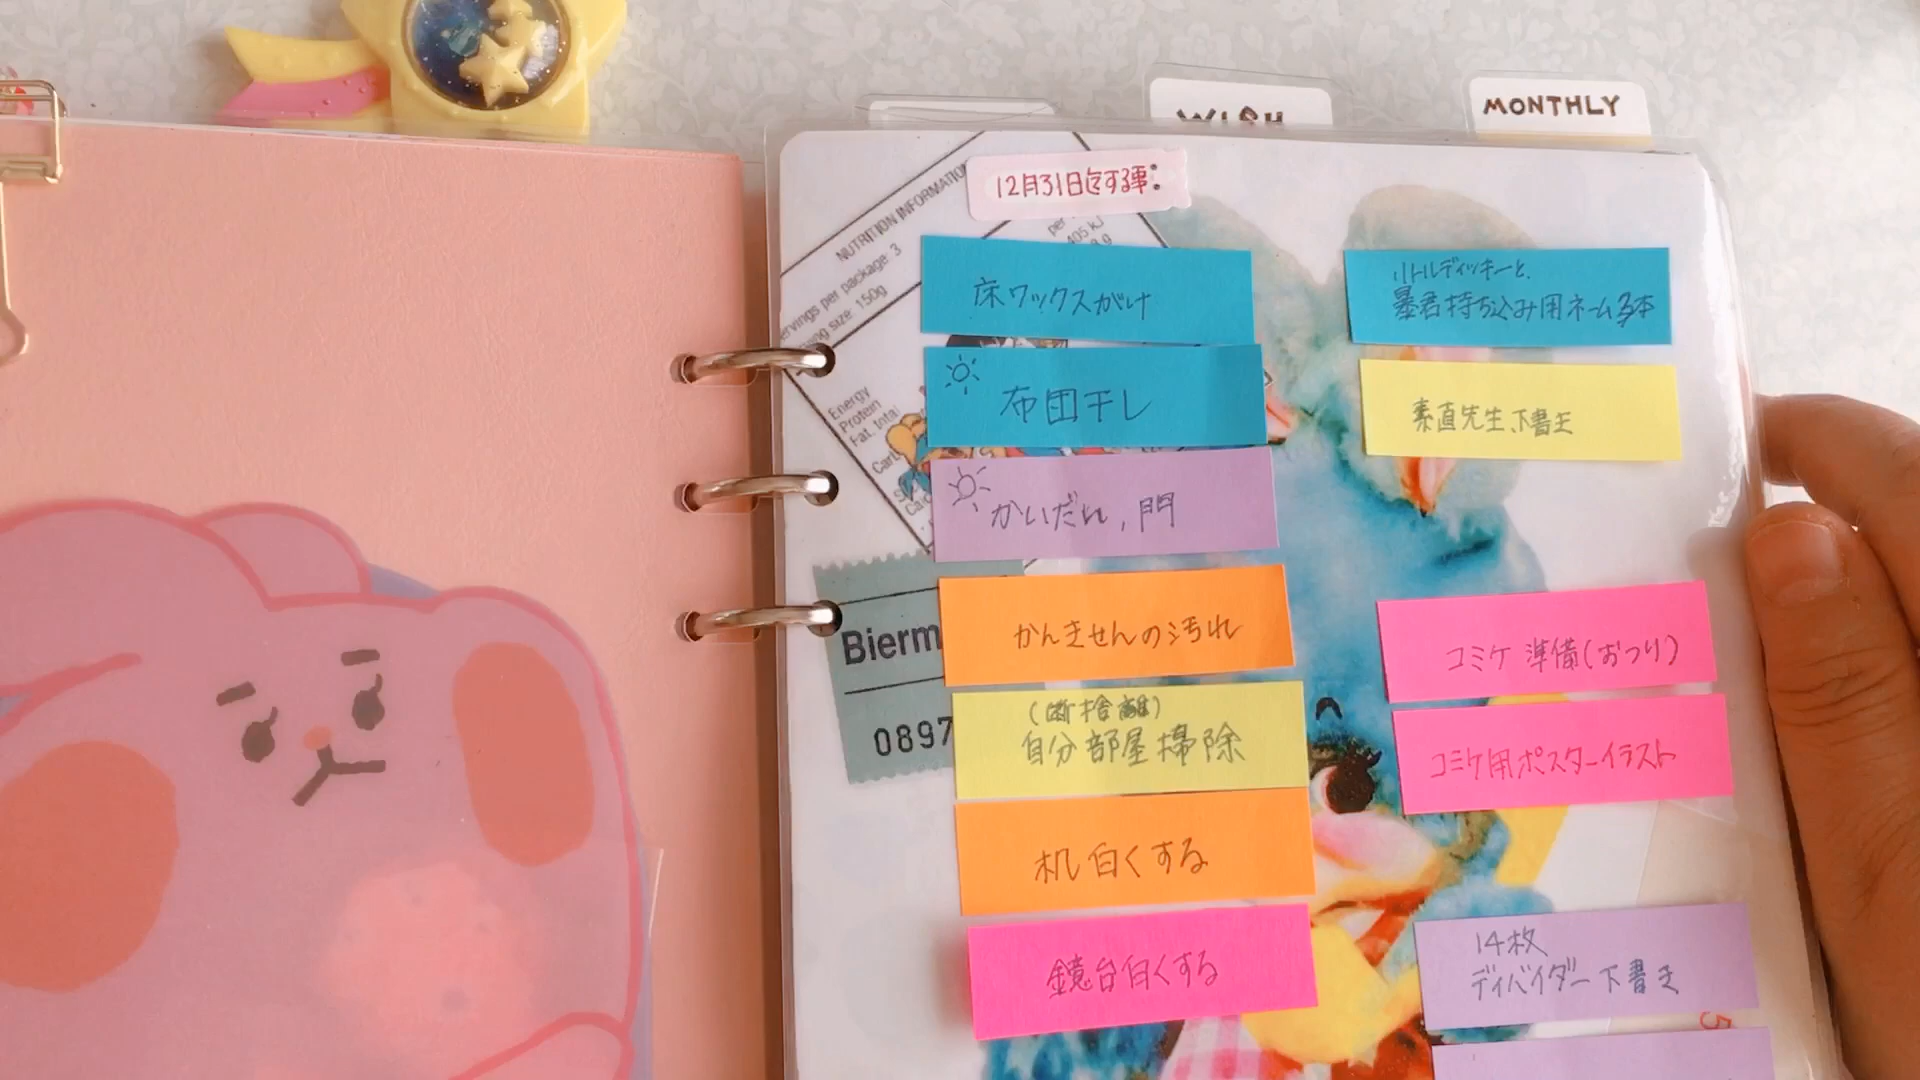 WISH
MONTHLY
12月31日迄する事:
NUTRITION INFORMATION
servings per package: 3
size: 150g
per
405 kJ
Energy
Protein
Fat, total
Bierm
0897
床ワックスがけ
布団干し
かいだん,門
かんきせんの汚れ
(断捨離)
自分部屋掃除
机白くする
鏡台白くする
リトルディッキーと、
暴君持ち込み用ネーム3本
素直先生下書き
コミケ準備(おつり)
コミケ用ポスターイラスト
14枚
ディバイダー下書き